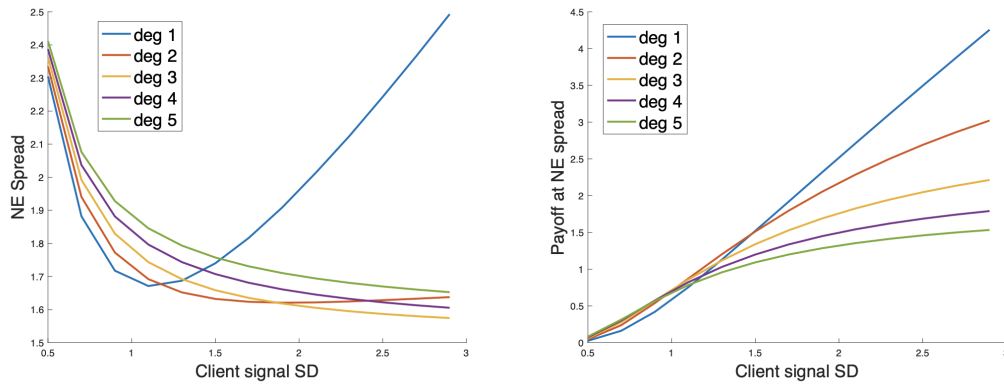 2.5
2.4
2.3
2.2
2.1
2
1.9
1.8
1.7
1.6
1.5
NE Spread
deg 1
deg 2
deg 3
deg 4
deg 5
0.5 1 1.5 2 2.5 3
Client signal SD
4.5
4
3.5
3
2.5
2
1.5
1
0.5
0
Payoff at NE spread
deg 1
deg 2
deg 3
deg 4
deg 5
0.5 1 1.5 2 2.5 3
Client signal SD